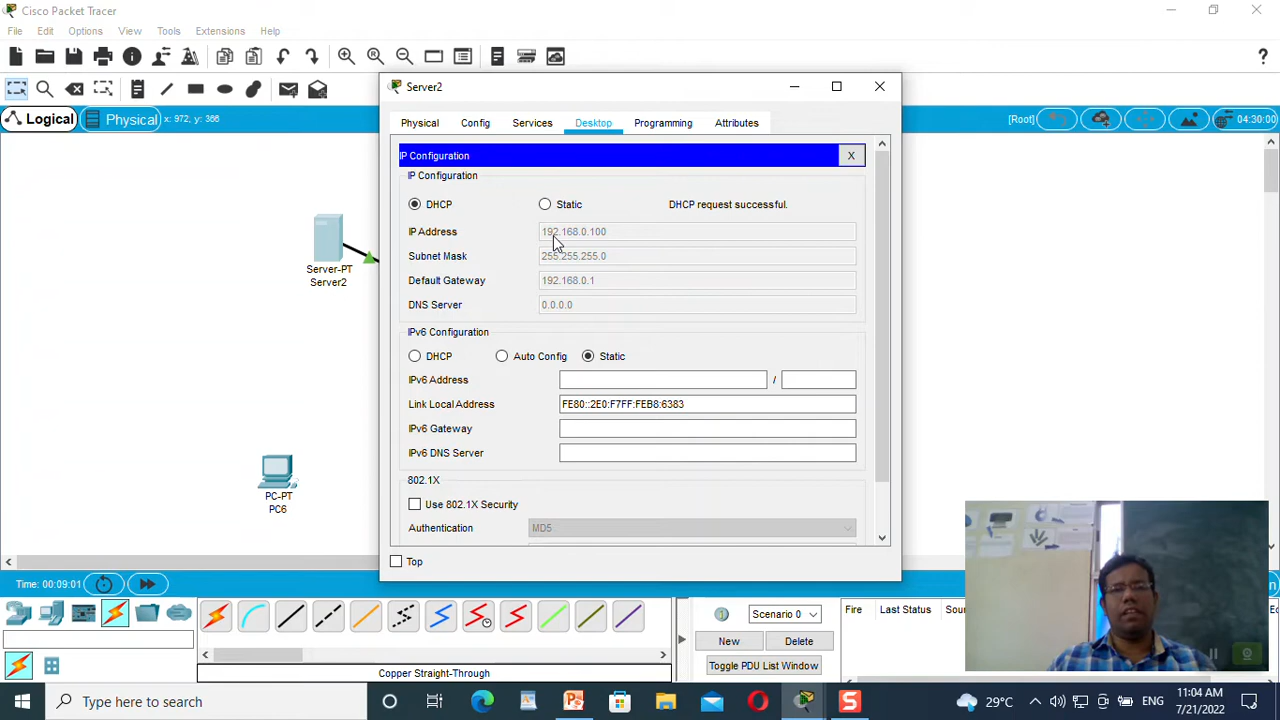 Cisco Packet Tracer
File Edit Options View Tools Extensions Help
?
Logical Physical x: 972, y: 366 [Root] 04:30:00
Server2
Physical Config Services Desktop Programming Attributes
IP Configuration X
IP Configuration
DHCP Static DHCP request successful.
IP Address 192.168.0.100
Subnet Mask 255.255.255.0
Default Gateway 192.168.0.1
DNS Server 0.0.0.0
IPv6 Configuration
DHCP Auto Config Static
IPv6 Address /
Link Local Address FE80::2E0:F7FF:FEB8:6383
IPv6 Gateway
IPv6 DNS Server
802.1X
Use 802.1X Security
Authentication MD5
Top
Server-PT
Server2
PC-PT
PC6
Time: 00:09:01
Scenario 0
New Delete
Toggle PDU List Window
Fire Last Status
Copper Straight-Through
Type here to search
29°C ENG
11:04 AM
7/21/2022